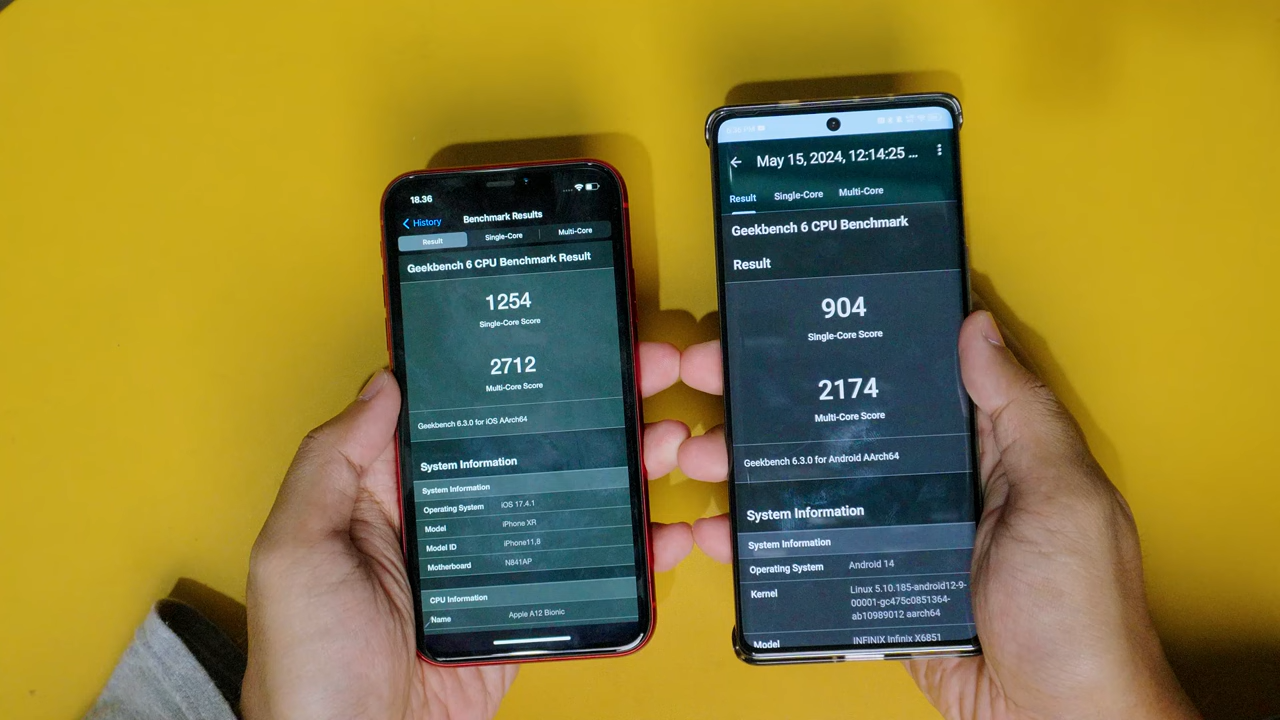 18.36
History
Benchmark Results
Result Single-Core Multi-Core
Geekbench 6 CPU Benchmark Result
1254
Single-Core Score
2712
Multi-Core Score
Geekbench 6.3.0 for iOS AArch64
System Information
System Information
Operating System iOS 17.4.1
Model iPhone XR
Model ID iPhone11,8
Motherboard N841AP
CPU Information
Name Apple A12 Bionic
May 15, 2024, 12:14:25 ...
Result Single-Core Multi-Core
Geekbench 6 CPU Benchmark
Result
904
Single-Core Score
2174
Multi-Core Score
Geekbench 6.3.0 for Android AArch64
System Information
System Information
Operating System Android 14
Kernel Linux 5.10.185-android12-9-
00001-gc475c0851364-
ab10989012 aarch64
Model INFINIX Infinix X6851